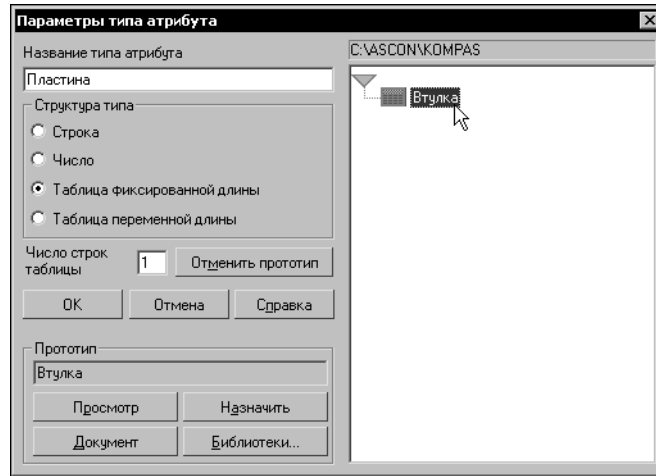 Параметры типа атрибута
Название типа атрибута
Пластина
Структура типа
Строка
Число
Таблица фиксированной длины
Таблица переменной длины
Число строк
таблицы
1
Отменить прототип
OK
Отмена
Справка
Прототип
Втулка
Просмотр
Назначить
Документ
Библиотеки...
C:\ASCON\KOMPAS
Втулка